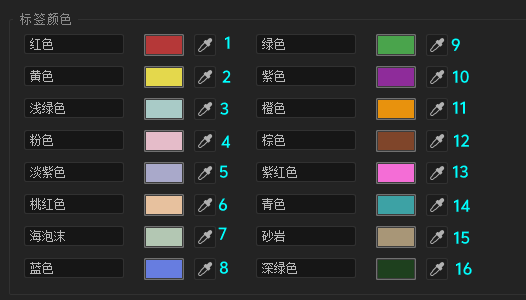 标签颜色
红色 1 绿色 9
黄色 2 紫色 10
浅绿色 3 橙色 11
粉色 4 棕色 12
淡紫色 5 紫红色 13
桃红色 6 青色 14
海泡沫 7 砂岩 15
蓝色 8 深绿色 16